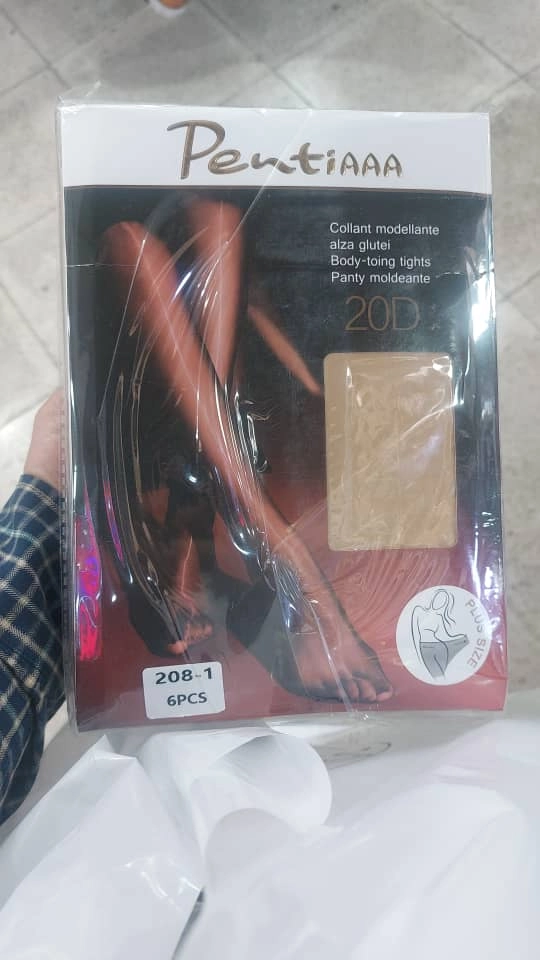 PentiAAA
Collant modellante
alza glutei
Body-toing tights
Panty moldeante
20D
PLUS SIZE
208-1
6PCS